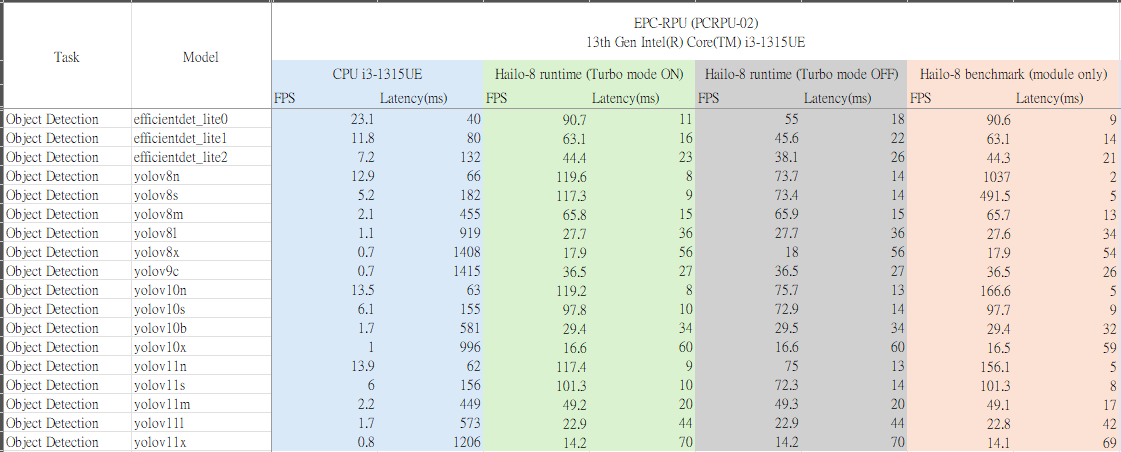 EPC-RPU (PCRPU-02)
13th Gen Intel(R) Core(TM) i3-1315UE
Task Model
CPU i3-1315UE Hailo-8 runtime (Turbo mode ON) Hailo-8 runtime (Turbo mode OFF) Hailo-8 benchmark (module only)
FPS Latency(ms) FPS Latency(ms) FPS Latency(ms) FPS Latency(ms)
Object Detection efficientdet_lite0 23.1 40 90.7 11 55 18 90.6 9
Object Detection efficientdet_lite1 11.8 80 63.1 16 45.6 22 63.1 14
Object Detection efficientdet_lite2 7.2 132 44.4 23 38.1 26 44.3 21
Object Detection yolov8n 12.9 66 119.6 8 73.7 14 1037 2
Object Detection yolov8s 5.2 182 117.3 9 73.4 14 491.5 5
Object Detection yolov8m 2.1 455 65.8 15 65.9 15 65.7 13
Object Detection yolov8l 1.1 919 27.7 36 27.7 36 27.6 34
Object Detection yolov8x 0.7 1408 17.9 56 18 56 17.9 54
Object Detection yolov9c 0.7 1415 36.5 27 36.5 27 36.5 26
Object Detection yolov10n 13.5 63 119.2 8 75.7 13 166.6 5
Object Detection yolov10s 6.1 155 97.8 10 72.9 14 97.7 9
Object Detection yolov10b 1.7 581 29.4 34 29.5 34 29.4 32
Object Detection yolov10x 1 996 16.6 60 16.6 60 16.5 59
Object Detection yolov11n 13.9 62 117.4 9 75 13 156.1 5
Object Detection yolov11s 6 156 101.3 10 72.3 14 101.3 8
Object Detection yolov11m 2.2 449 49.2 20 49.3 20 49.1 17
Object Detection yolov11l 1.7 573 22.9 44 22.9 44 22.8 42
Object Detection yolov11x 0.8 1206 14.2 70 14.2 70 14.1 69